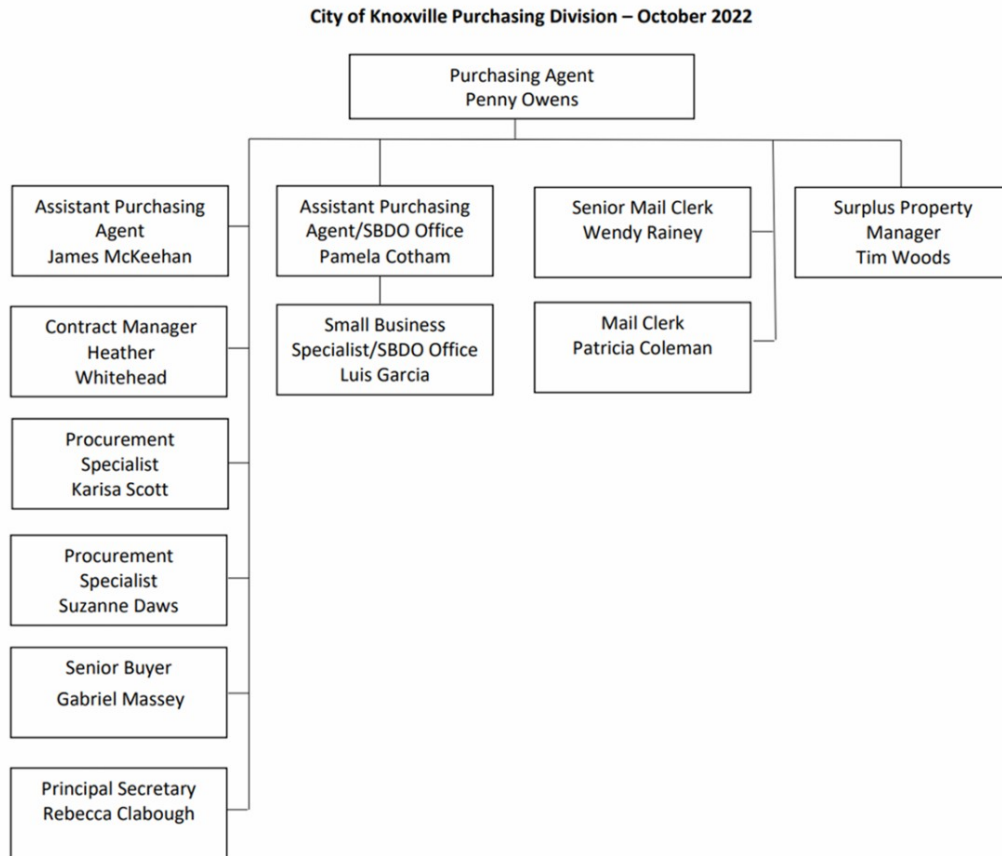 City of Knoxville Purchasing Division – October 2022
Purchasing Agent
Penny Owens
Assistant Purchasing
Agent
James McKeehan
Assistant Purchasing
Agent/SBDO Office
Pamela Cotham
Senior Mail Clerk
Wendy Rainey
Surplus Property
Manager
Tim Woods
Contract Manager
Heather
Whitehead
Small Business
Specialist/SBDO Office
Luis Garcia
Mail Clerk
Patricia Coleman
Procurement
Specialist
Karisa Scott
Procurement
Specialist
Suzanne Daws
Senior Buyer
Gabriel Massey
Principal Secretary
Rebecca Clabough